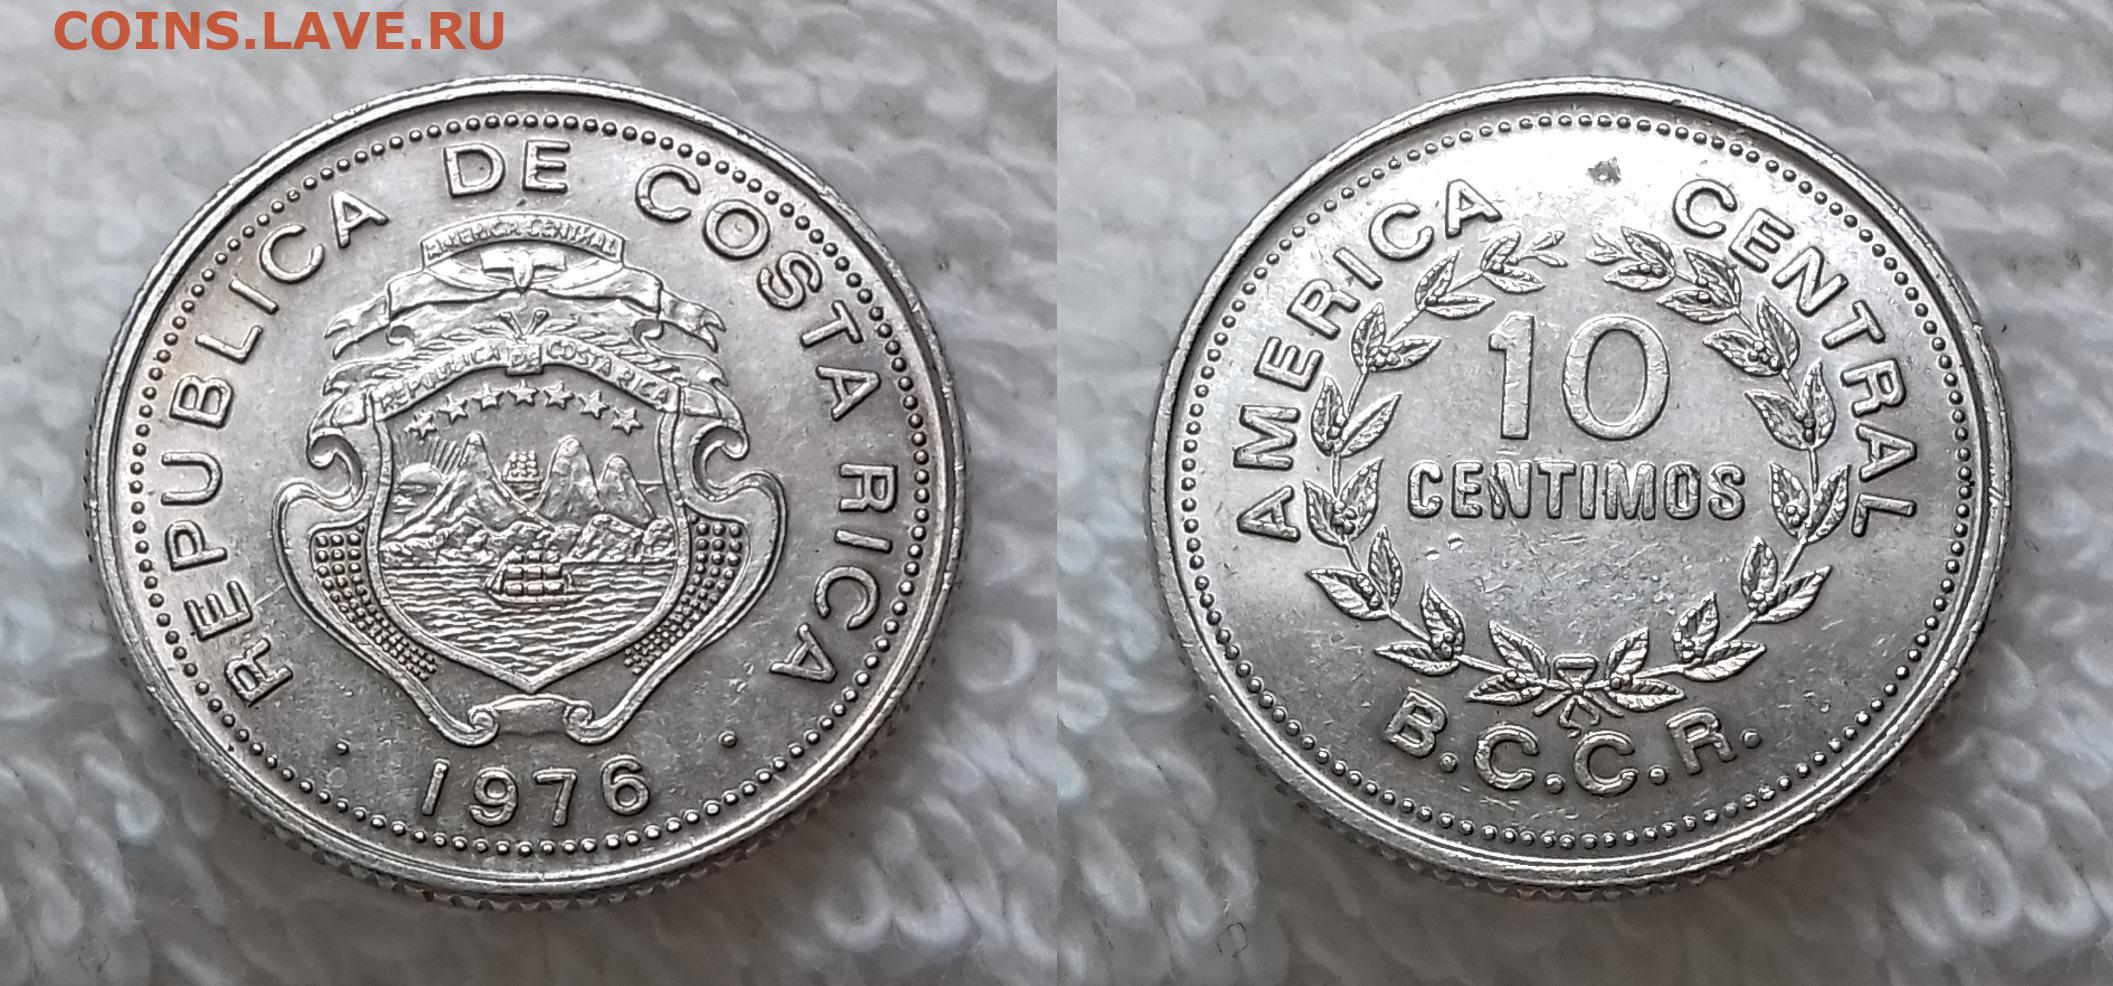 COINS.LAVE.RU
REPUBLICA DE COSTA RICA
AMERICA CENTRAL
REPUBLICA DE COSTA RICA
· 1976 ·
AMERICA CENTRAL
10
CENTIMOS
B.C.C.R.